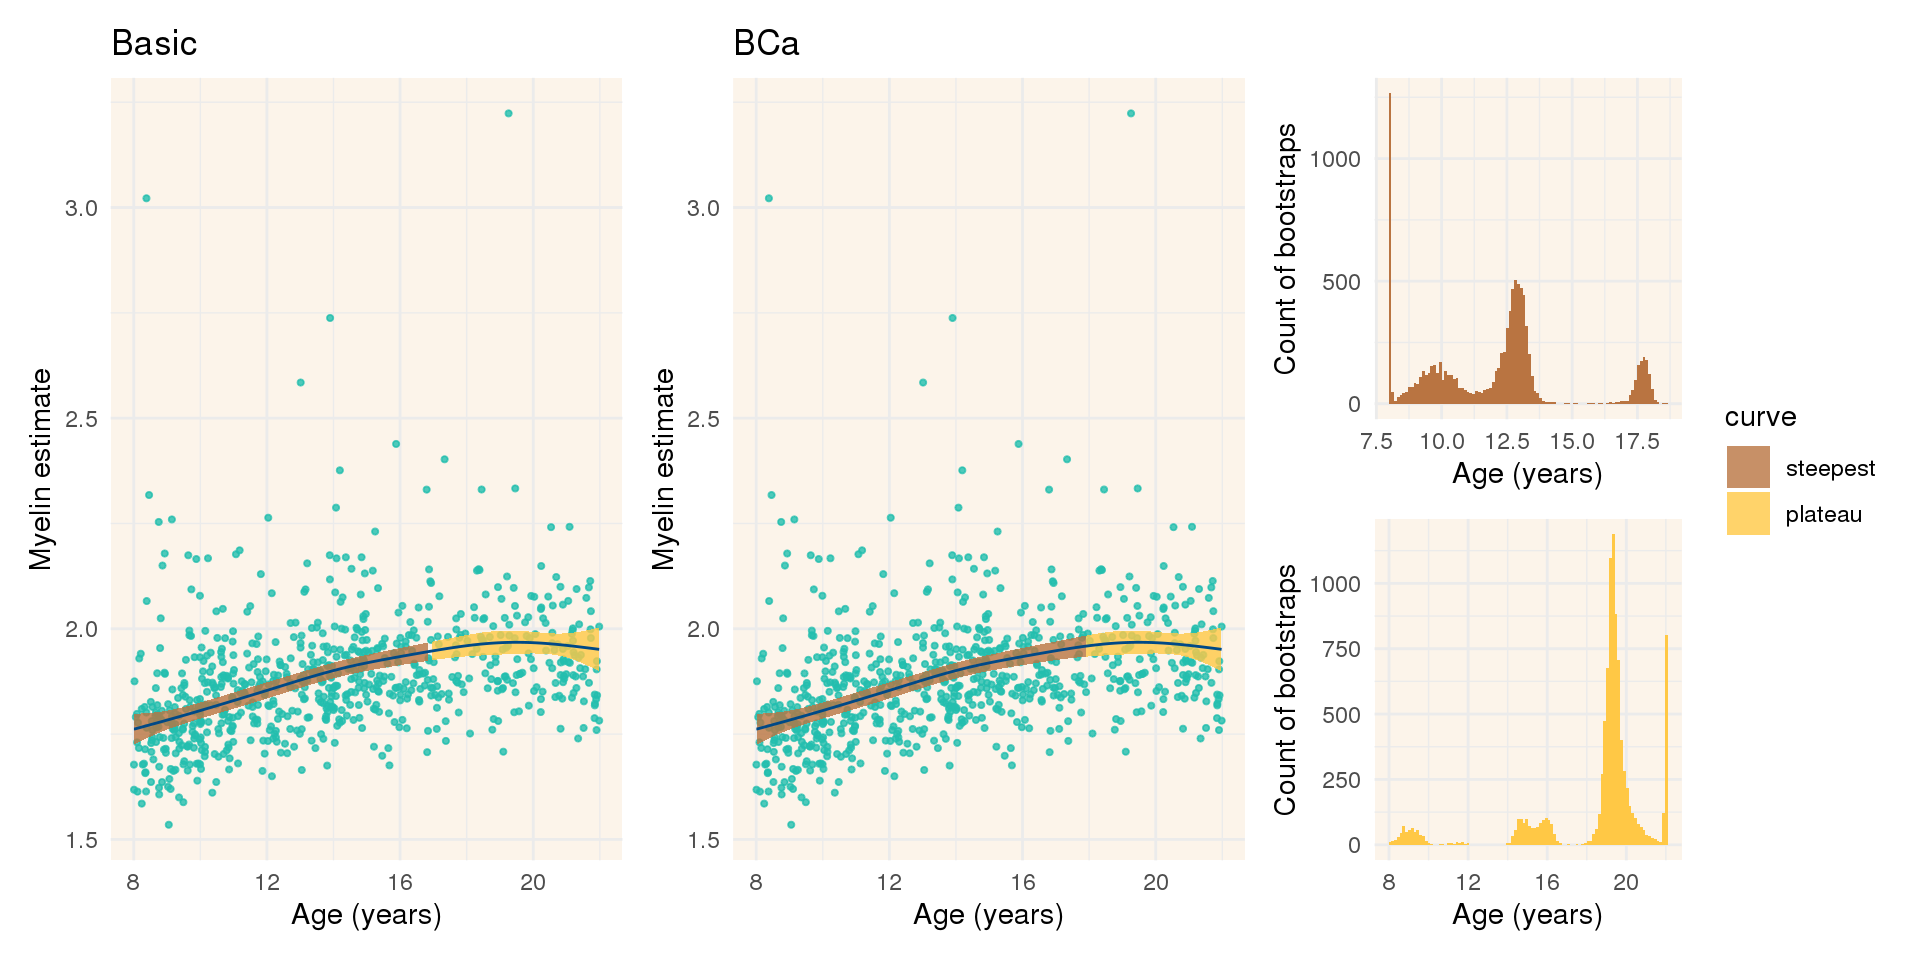 Basic
BCa
Myelin estimate
3.0
2.5
2.0
1.5
8 12 16 20
Age (years)
Myelin estimate
3.0
2.5
2.0
1.5
8 12 16 20
Age (years)
Count of bootstraps
1000
500
0
7.5 10.0 12.5 15.0 17.5
Age (years)
Count of bootstraps
1000
750
500
250
0
8 12 16 20
Age (years)
curve
steepest
plateau